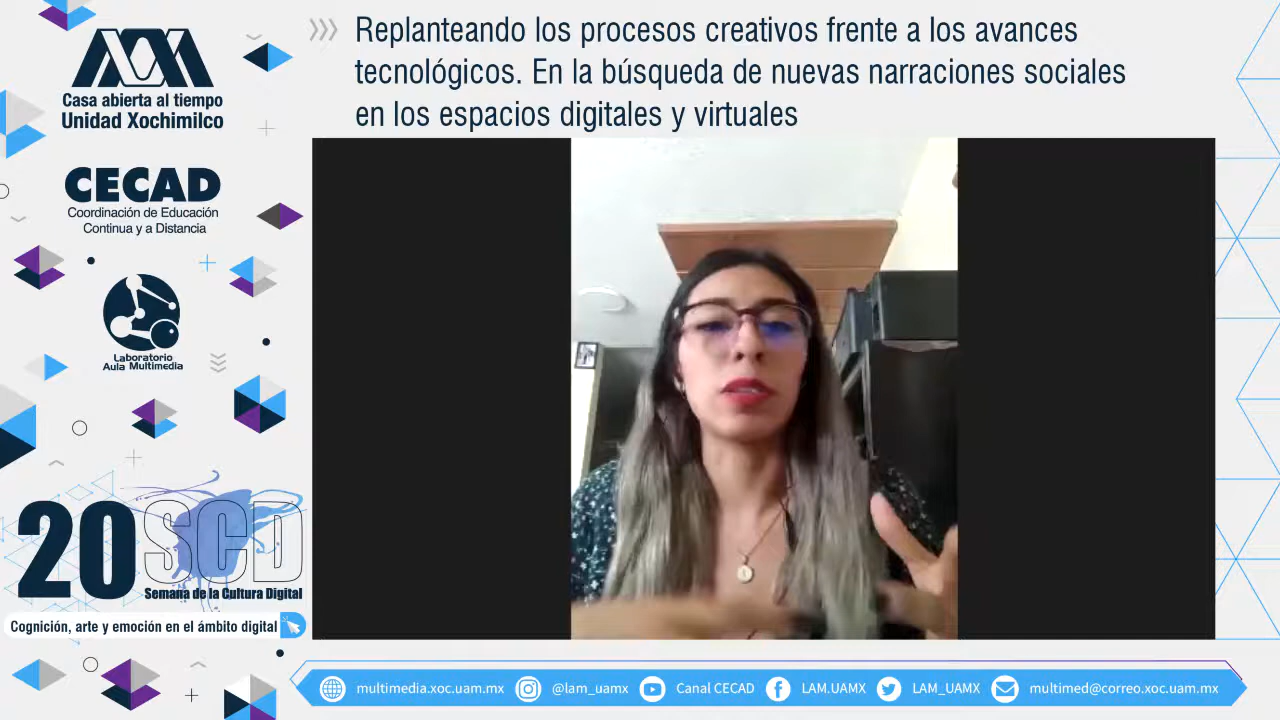 Replanteando los procesos creativos frente a los avances
tecnológicos. En la búsqueda de nuevas narraciones sociales
en los espacios digitales y virtuales
Casa abierta al tiempo
Unidad Xochimilco
CECAD
Coordinación de Educación
Continua y a Distancia
Laboratorio
Aula Multimedia
20 SCD
Semana de la Cultura Digital
Cognición, arte y emoción en el ámbito digital
multimedia.xoc.uam.mx @lam_uamx Canal CECAD LAM.UAMX LAM_UAMX multimed@correo.xoc.uam.mx